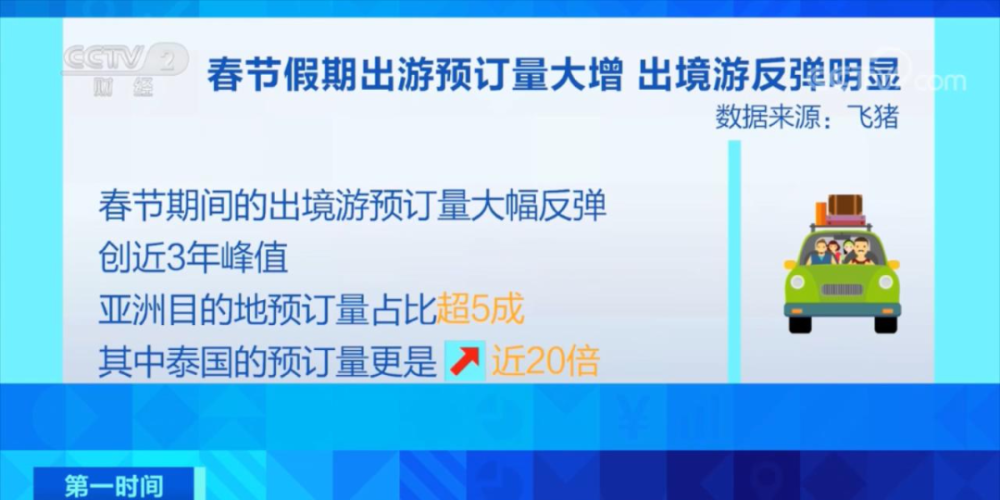 CCTV 2
财经
春节假期出游预订量大增 出境游反弹明显
数据来源：飞猪
春节期间的出境游预订量大幅反弹
创近3年峰值
亚洲目的地预订量占比超5成
其中泰国的预订量更是 近20倍
第一时间